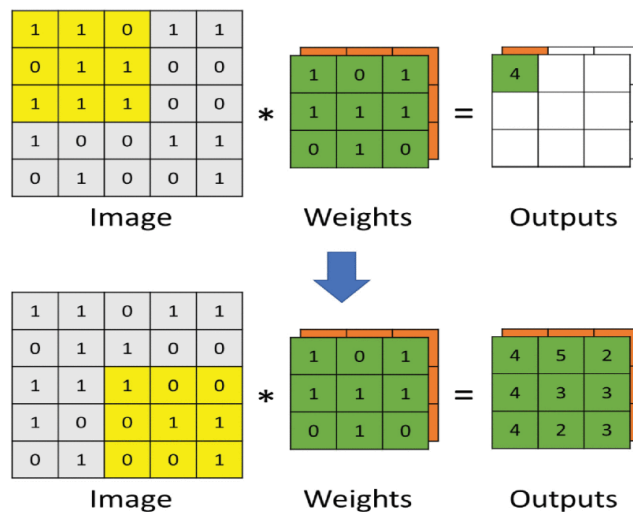 1 1 0 1 1
0 1 1 0 0
1 1 1 0 0
1 0 0 1 1
0 1 0 0 1
Image
*
1 0 1
1 1 1
0 1 0
Weights
=
4
Outputs
1 1 0 1 1
0 1 1 0 0
1 1 1 0 0
1 0 0 1 1
0 1 0 0 1
Image
*
1 0 1
1 1 1
0 1 0
Weights
=
4 5 2
4 3 3
4 2 3
Outputs